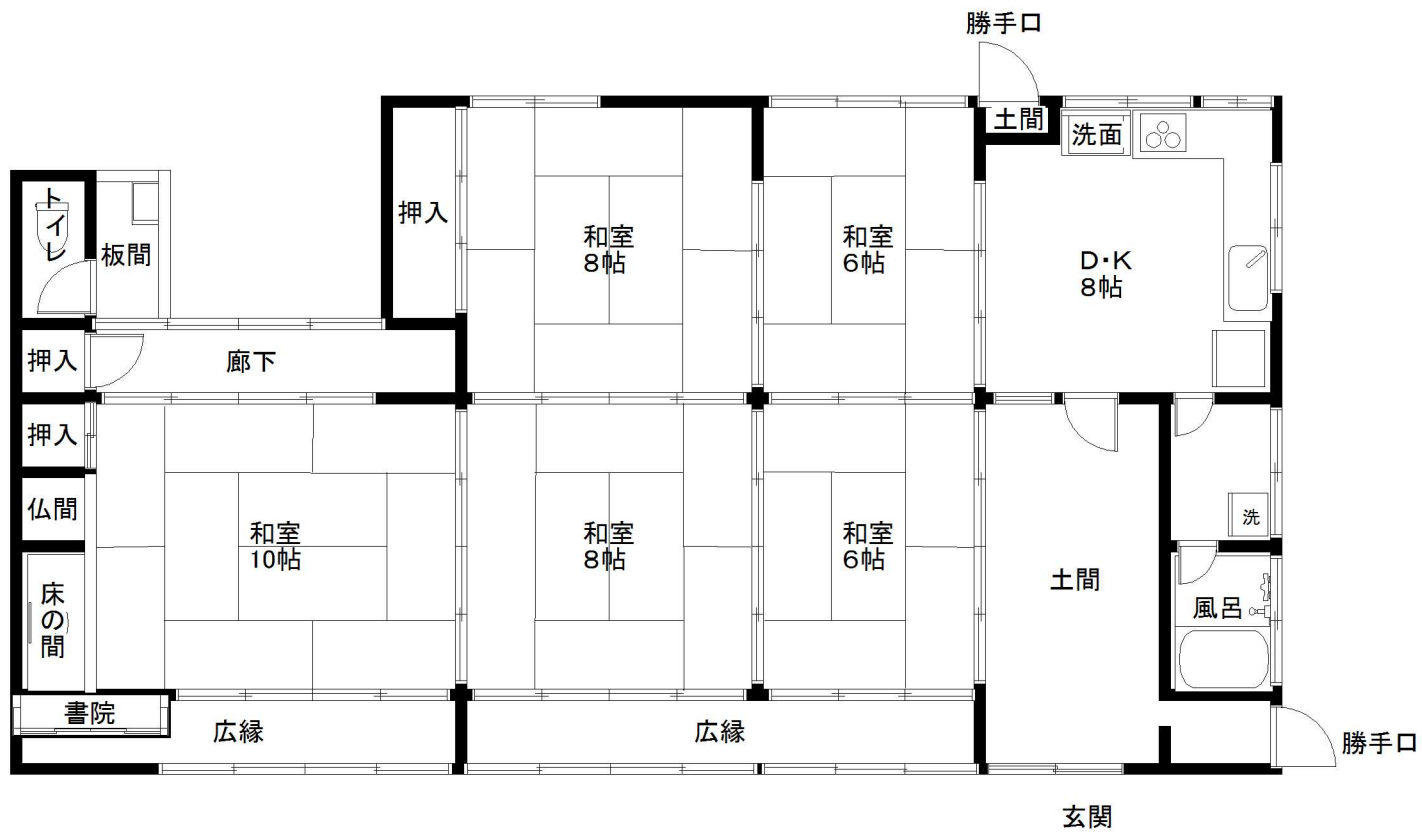 勝手口
土間
洗面
トイレ
板間
押入
和室
8帖
和室
6帖
D・K
8帖
押入
廊下
押入
仏間
床の間
和室
10帖
和室
8帖
和室
6帖
洗
土間
風呂
書院
広縁
広縁
勝手口
玄関